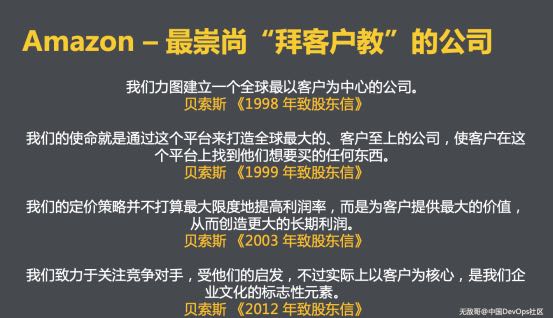 Amazon – 最崇尚“拜客户教”的公司
我们力图建立一个全球最以客户为中心的公司。
贝索斯 《1998 年致股东信》
我们的使命就是通过这个平台来打造全球最大的、客户至上的公司，使客户在这
个平台上找到他们想要买的任何东西。
贝索斯 《1999 年致股东信》
我们的定价策略并不打算最大限度地提高利润率，而是为客户提供最大的价值，
从而创造更大的长期利润。
贝索斯 《2003 年致股东信》
我们致力于关注竞争对手，受他们的启发，不过实际上以客户为核心，是我们企
业文化的标志性元素。
贝索斯 《2012 年致股东信》
无敌哥@中国DevOps社区